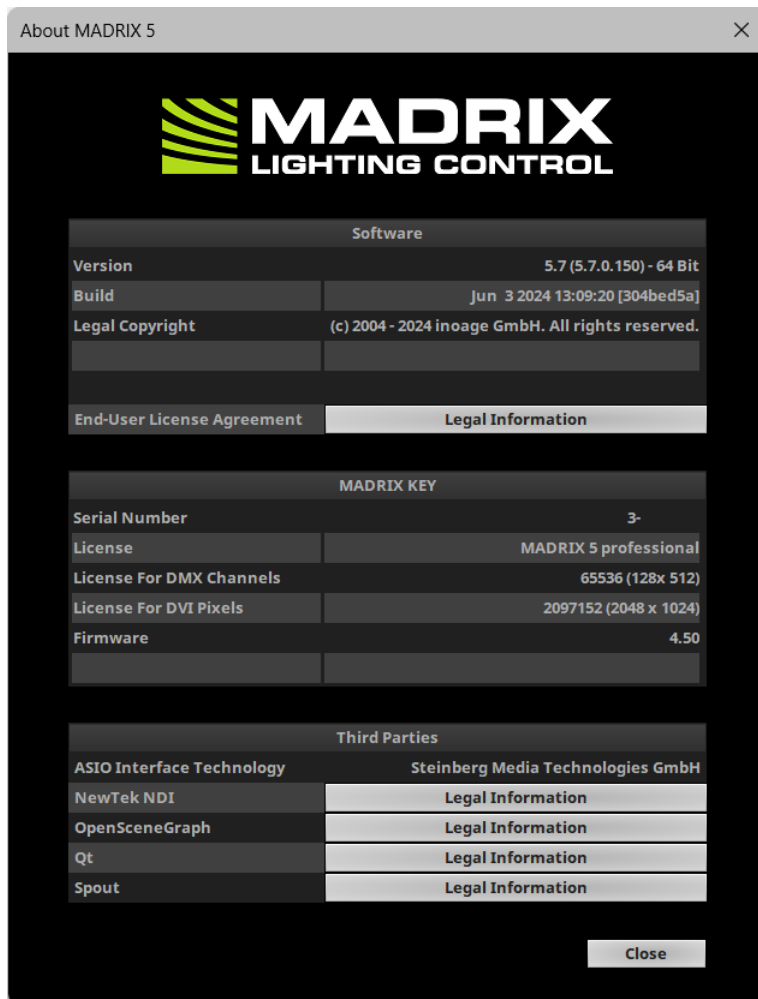 About MADRIX 5
MADRIX
LIGHTING CONTROL
Software
Version 5.7 (5.7.0.150) - 64 Bit
Build Jun  3 2024 13:09:20 [304bed5a]
Legal Copyright (c) 2004 - 2024 inoage GmbH. All rights reserved.
End-User License Agreement Legal Information
MADRIX KEY
Serial Number 3-
License MADRIX 5 professional
License For DMX Channels 65536 (128x 512)
License For DVI Pixels 2097152 (2048 x 1024)
Firmware 4.50
Third Parties
ASIO Interface Technology Steinberg Media Technologies GmbH
NewTek NDI Legal Information
OpenSceneGraph Legal Information
Qt Legal Information
Spout Legal Information
Close